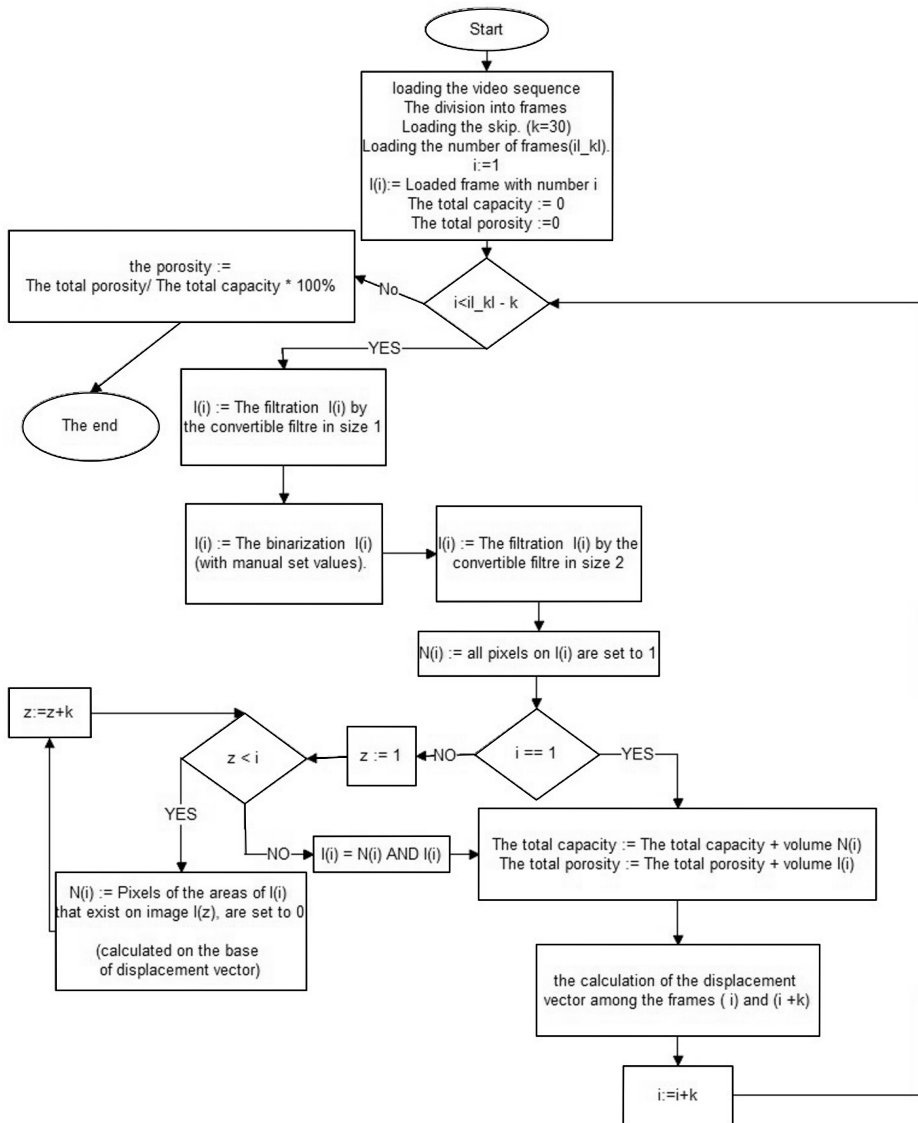 Start
loading the video sequence
The division into frames
Loading the skip. (k=30)
Loading the number of frames(il_kl).
i:=1
I(i):= Loaded frame with number i
The total capacity := 0
The total porosity :=0
the porosity :=
The total porosity/ The total capacity * 100%
No
i<il_kl - k
YES
The end
I(i) := The filtration I(i) by
the convertible filtre in size 1
I(i) := The binarization I(i)
(with manual set values).
I(i) := The filtration I(i) by the
convertible filtre in size 2
N(i) := all pixels on I(i) are set to 1
z:=z+k
z < i
z := 1
NO
i == 1
YES
YES
NO
I(i) = N(i) AND I(i)
The total capacity := The total capacity + volume N(i)
The total porosity := The total porosity + volume I(i)
N(i) := Pixels of the areas of I(i)
that exist on image I(z), are set to 0
(calculated on the base
of displacement vector)
the calculation of the displacement
vector among the frames ( i) and (i +k)
i:=i+k